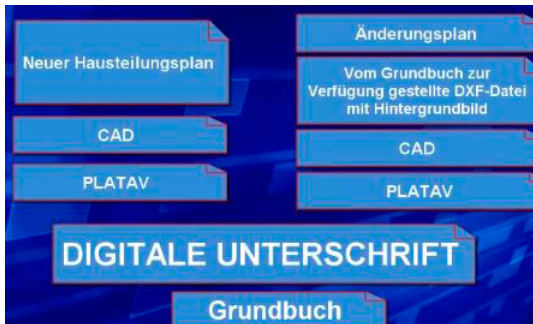 Neuer Hausteilungsplan
CAD
PLATAV
Änderungsplan
Vom Grundbuch zur
Verfügung gestellte DXF-Datei
mit Hintergrundbild
CAD
PLATAV
DIGITALE UNTERSCHRIFT
Grundbuch